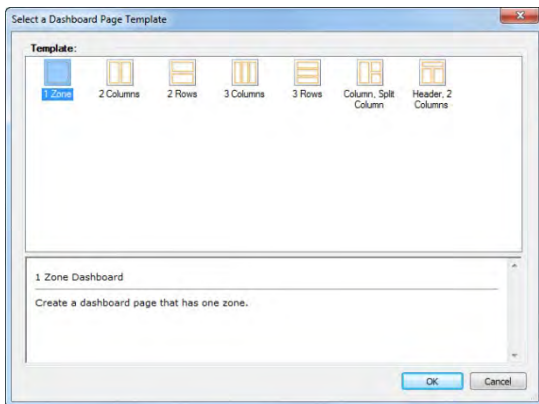 Select a Dashboard Page Template
Template:
1 Zone
2 Columns
2 Rows
3 Columns
3 Rows
Column, Split
Column
Header, 2
Columns
1 Zone Dashboard
Create a dashboard page that has one zone.
OK
Cancel